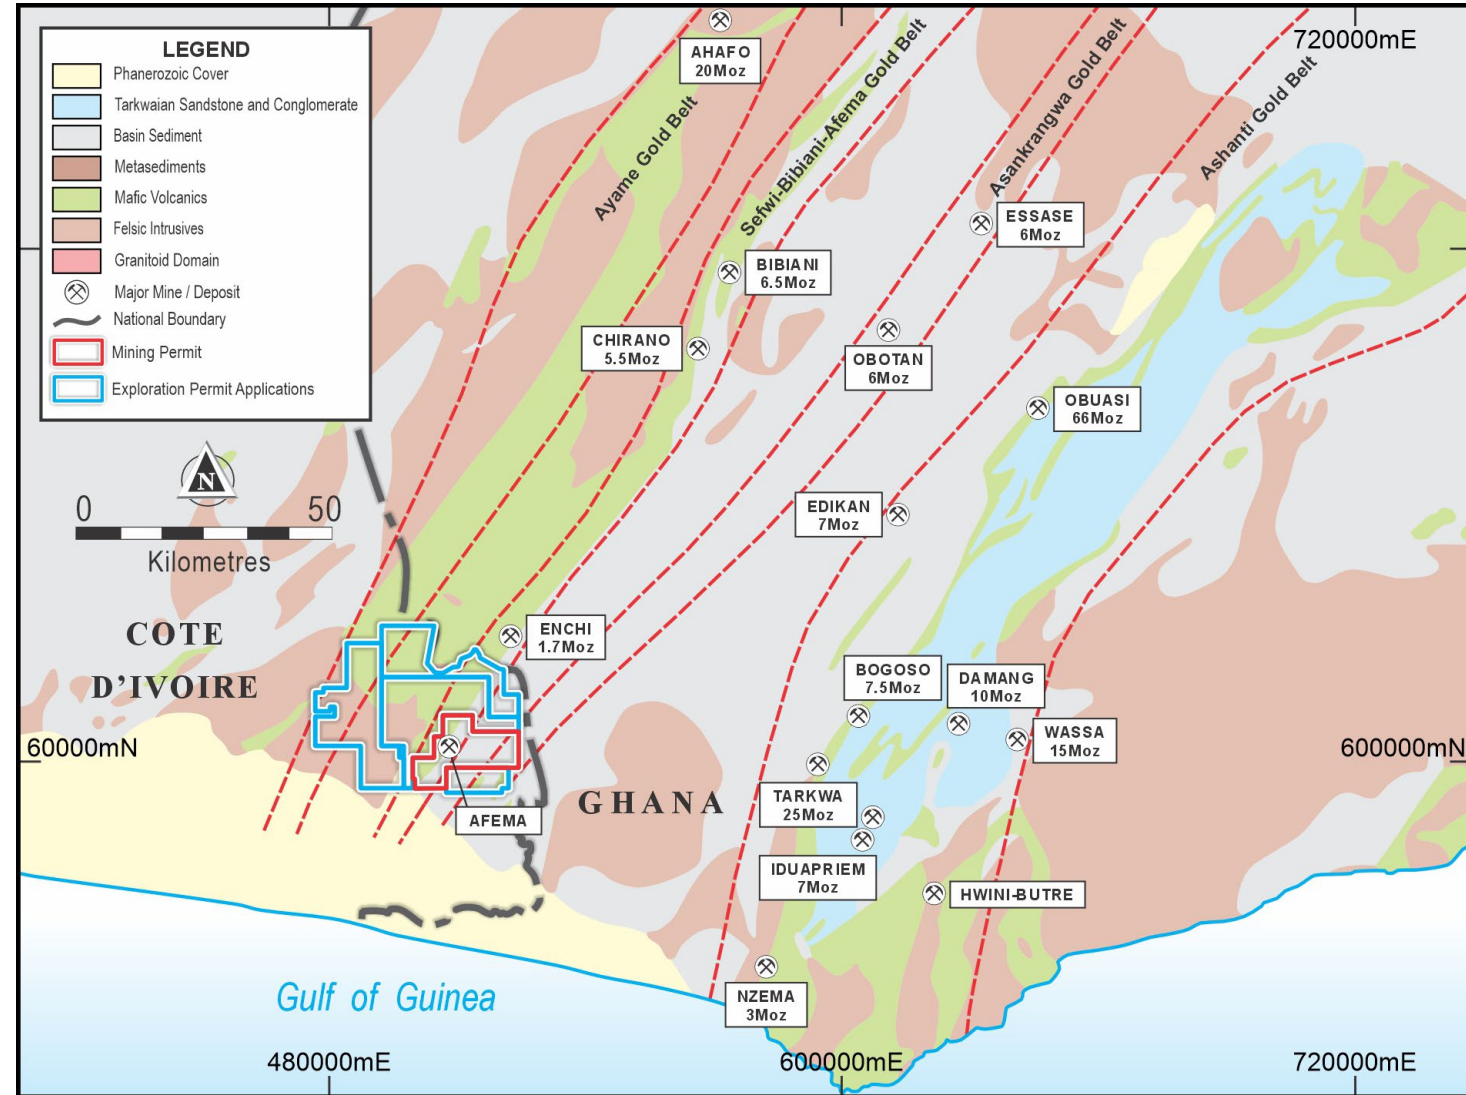 LEGEND
Phanerozoic Cover
Tarkwaian Sandstone and Conglomerate
Basin Sediment
Metasediments
Mafic Volcanics
Felsic Intrusives
Granitoid Domain
Major Mine / Deposit
National Boundary
Mining Permit
Exploration Permit Applications
720000mE
AHAFO
20Moz
Ayame Gold Belt
Sefwi-Bibiani-Afema Gold Belt
Asankrangwa Gold Belt
Ashanti Gold Belt
ESSASE
6Moz
BIBIANI
6.5Moz
CHIRANO
5.5Moz
OBOTAN
6Moz
OBUASI
66Moz
N
0 50
Kilometres
EDIKAN
7Moz
COTE
D’IVOIRE
ENCHI
1.7Moz
BOGOSO
7.5Moz
DAMANG
10Moz
WASSA
15Moz
60000mN
600000mN
AFEMA
GHANA
TARKWA
25Moz
IDUAPRIEM
7Moz
HWINI-BUTRE
NZEMA
3Moz
Gulf of Guinea
480000mE
600000mE
720000mE